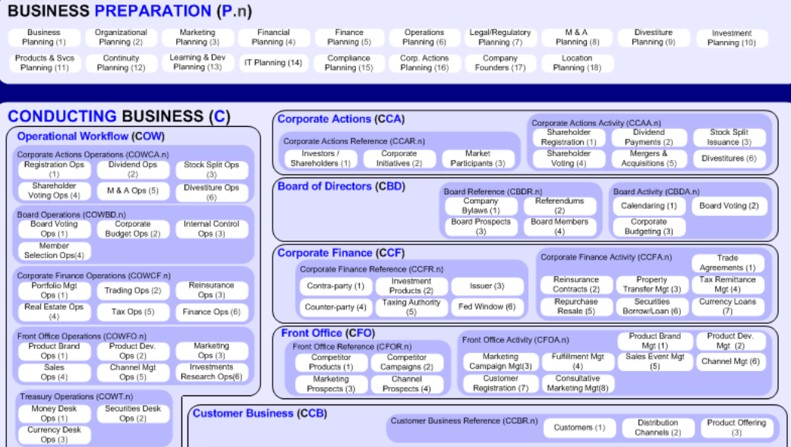 BUSINESS PREPARATION (P.n)
Business Planning (1)
Organizational Planning (2)
Marketing Planning (3)
Financial Planning (4)
Finance Planning (5)
Operations Planning (6)
Legal/Regulatory Planning (7)
M & A Planning (8)
Divestiture Planning (9)
Investment Planning (10)
Products & Svcs Planning (11)
Continuity Planning (12)
Learning & Dev Planning (13)
IT Planning (14)
Compliance Planning (15)
Corp. Actions Planning (16)
Company Founders (17)
Location Planning (18)
CONDUCTING BUSINESS (C)
Operational Workflow (COW)
Corporate Actions Operations (COWCA.n)
Registration Ops (1)
Dividend Ops (2)
Stock Split Ops (3)
Shareholder Voting Ops (4)
M & A Ops (5)
Divestiture Ops (6)
Board Operations (COWBD.n)
Board Voting Ops (1)
Corporate Budget Ops (2)
Internal Control Ops (3)
Member Selection Ops(4)
Corporate Finance Operations (COWCF.n)
Portfolio Mgt Ops (1)
Trading Ops (2)
Reinsurance Ops (3)
Real Estate Ops (4)
Tax Ops (5)
Finance Ops (6)
Front Office Operations (COWFO.n)
Product Brand Ops (1)
Product Dev. Ops (2)
Marketing Ops (3)
Sales Ops (4)
Channel Mgt Ops (5)
Investments Research Ops(6)
Treasury Operations (COWT.n)
Money Desk Ops (1)
Securities Desk Ops (2)
Currency Desk Ops (3)
Corporate Actions (CCA)
Corporate Actions Reference (CCAR.n)
Investors / Shareholders (1)
Corporate Initiatives (2)
Market Participants (3)
Corporate Actions Activity (CCAA.n)
Shareholder Registration (1)
Dividend Payments (2)
Stock Split Issuance (3)
Shareholder Voting (4)
Mergers & Acquisitions (5)
Divestitures (6)
Board of Directors (CBD)
Board Reference (CBDR.n)
Company Bylaws (1)
Referendums (2)
Board Prospects (3)
Board Members (4)
Board Activity (CBDA.n)
Calendaring (1)
Board Voting (2)
Corporate Budgeting (3)
Corporate Finance (CCF)
Corporate Finance Reference (CCFR.n)
Contra-party (1)
Investment Products (2)
Issuer (3)
Counter-party (4)
Taxing Authority (5)
Fed Window (6)
Corporate Finance Activity (CCFA.n)
Trade Agreements (1)
Reinsurance Contracts (2)
Property Transfer Mgt (3)
Tax Remittance Mgt (4)
Repurchase Resale (5)
Securities Borrow/Loan (6)
Currency Loans (7)
Front Office (CFO)
Front Office Reference (CFOR.n)
Competitor Products (1)
Competitor Campaigns (2)
Marketing Prospects (3)
Channel Prospects (4)
Front Office Activity (CFOA.n)
Product Brand Mgt (1)
Product Dev. Mgt (2)
Marketing Campaign Mgt(3)
Fulfillment Mgt (4)
Sales Event Mgt (5)
Channel Mgt (6)
Customer Registration (7)
Consultative Marketing Mgt(8)
Customer Business (CCB)
Customer Business Reference (CCBR.n)
Customers (1)
Distribution Channels (2)
Product Offering (3)